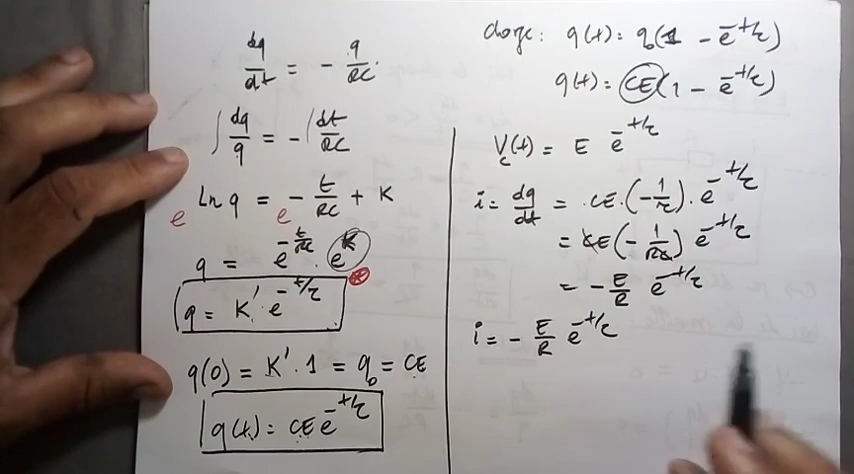 dq/dt = - q/RC
∫ dq/q = -∫ dt/RC
e Ln q = e - t/RC + K
q = e^(-t/RC) . e^K *
q = K' . e^(-t/τ)
q(0) = K' . 1 = q₀ = CE
q(t) = CE e^(-t/τ)
charge : q(t) = q₀(1 - e^(-t/τ))
q(t) = CE(1 - e^(-t/τ))
V_c(t) = E e^(-t/τ)
i = dq/dt = CE . (-1/τ) . e^(-t/τ)
= CE (-1/RC) e^(-t/τ)
= - E/R e^(-t/τ)
i = - E/R e^(-t/τ)